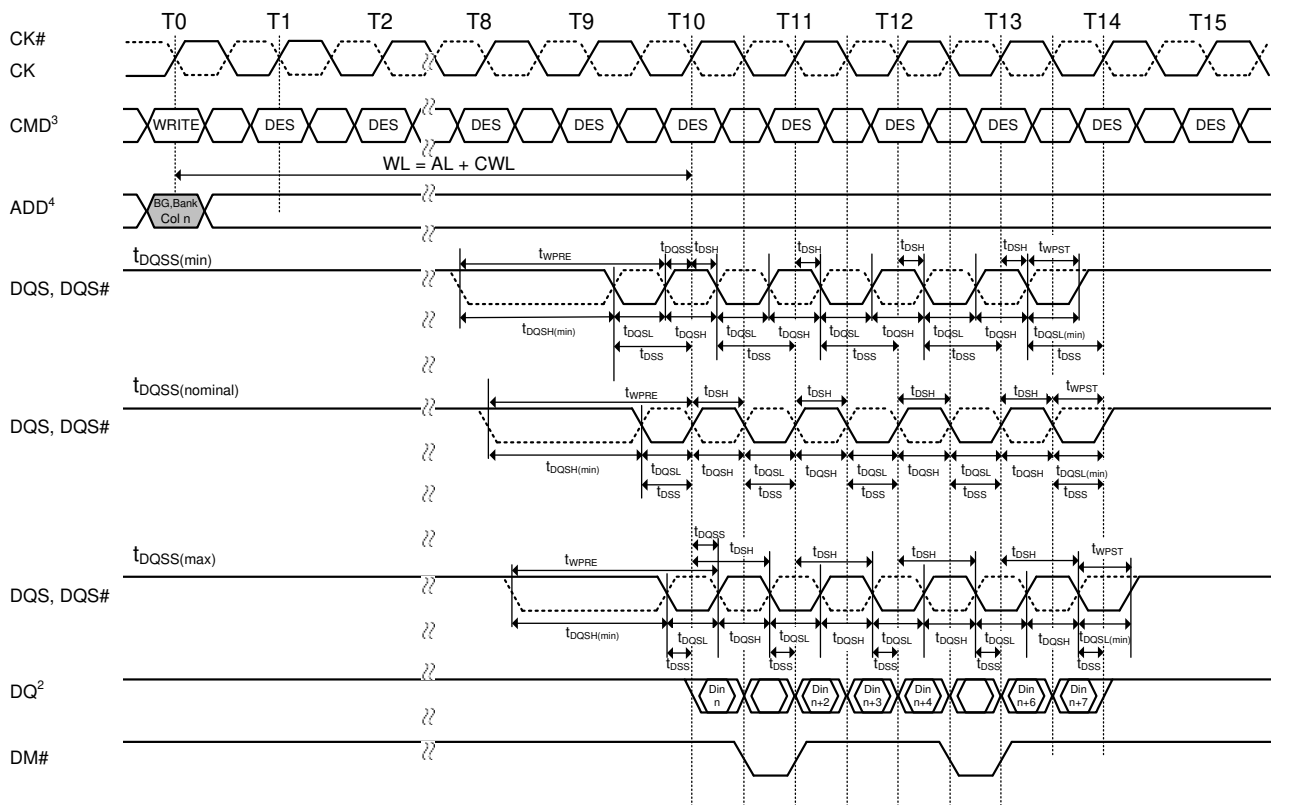 T0 T1 T2 T8 T9 T10 T11 T12 T13 T14 T15
CK#
CK
CMD3 WRITE DES DES DES DES DES DES DES DES DES DES
WL = AL + CWL
ADD4 BG,Bank
Col n
tDQSS(min) tWPRE tDQSS tDSH tDSH tDSH tDSH tWPST
DQS, DQS#
tDQSH(min) tDQSL tDQSH tDQSL tDQSH tDQSL tDQSH tDQSL tDQSH tDQSL(min)
tDSS tDSS tDSS tDSS tDSS
tDQSS(nominal) tWPRE tDSH tDSH tDSH tDSH tWPST
DQS, DQS#
tDQSH(min) tDQSL tDQSH tDQSL tDQSH tDQSL tDQSH tDQSL tDQSH tDQSL(min)
tDSS tDSS tDSS tDSS tDSS
tDQSS
tDQSS(max) tWPRE tDSH tDSH tDSH tDSH tWPST
DQS, DQS#
tDQSH(min) tDQSL tDQSH tDQSL tDQSH tDQSL tDQSH tDQSL tDQSH tDQSL(min)
tDSS tDSS tDSS tDSS tDSS
DQ2 Din Din Din Din Din Din
n n+2 n+3 n+4 n+6 n+7
DM#